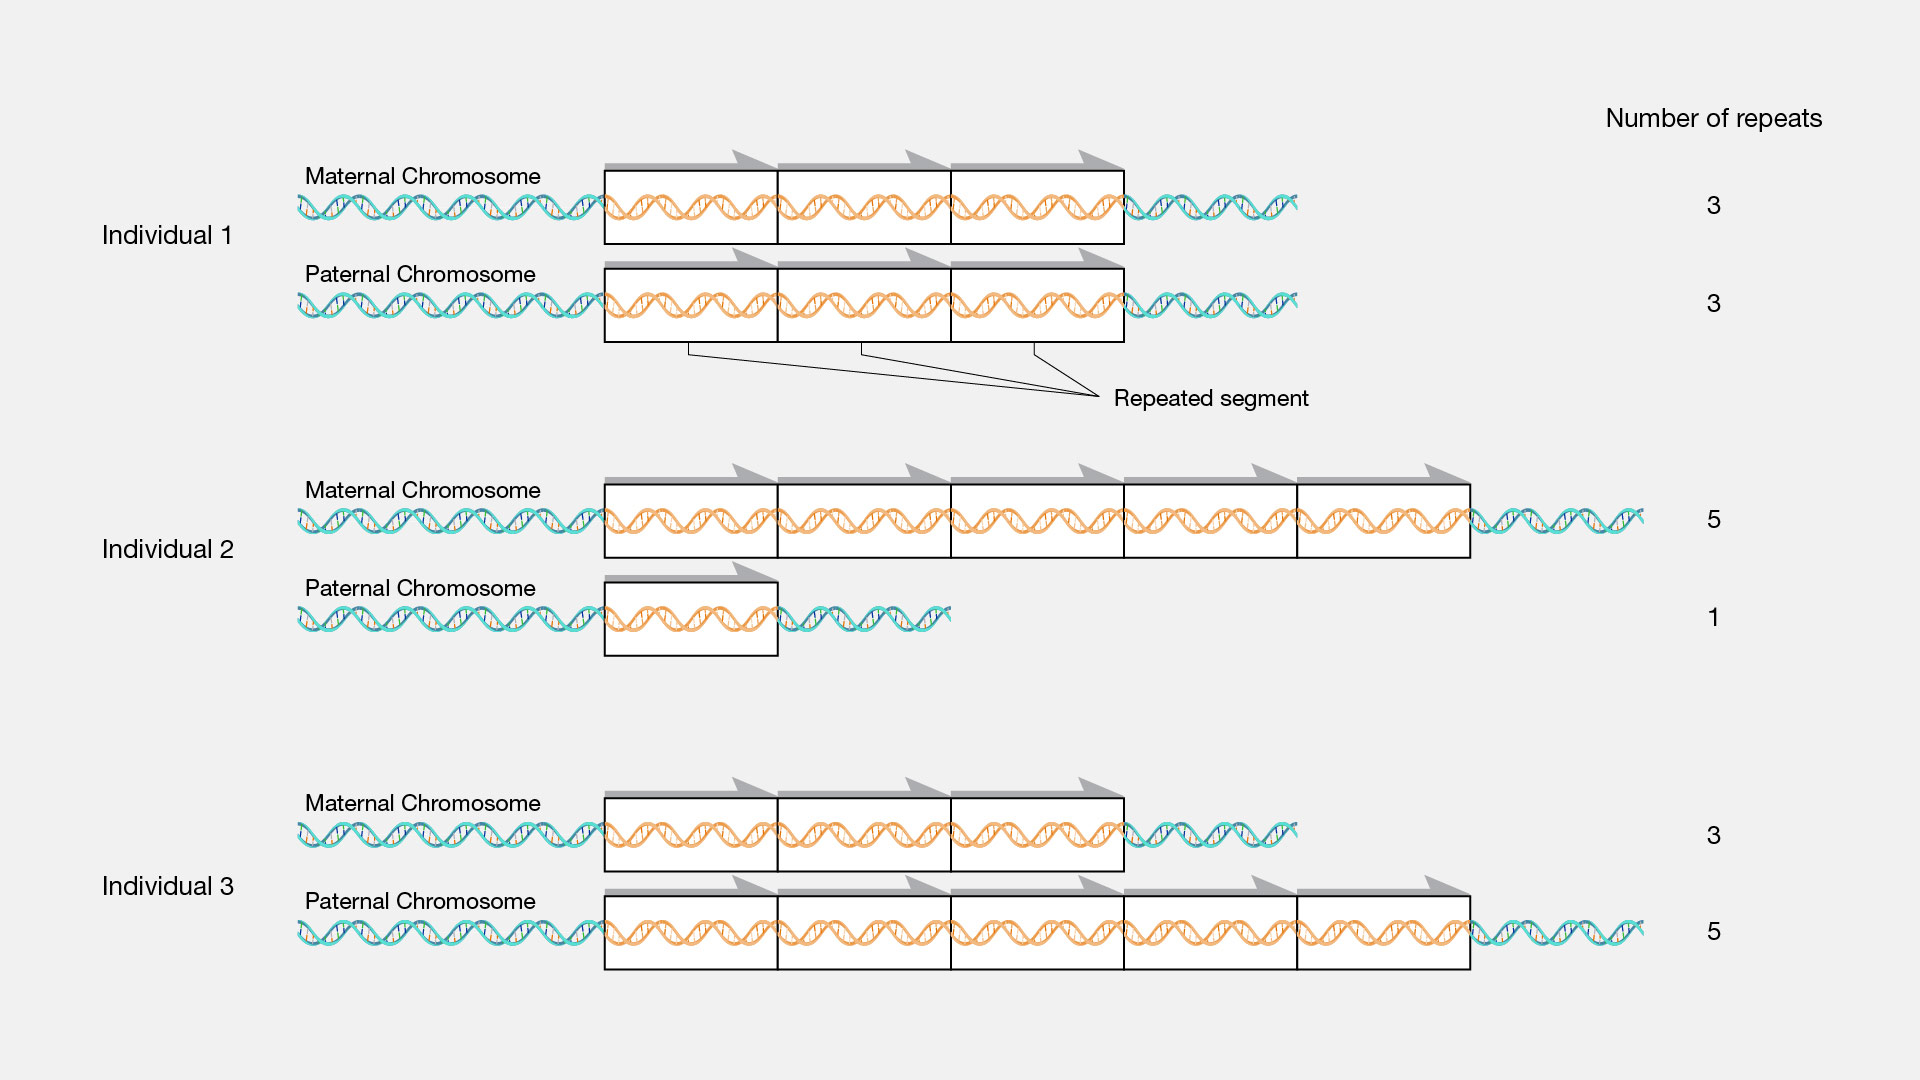 Number of repeats
Individual 1
Maternal Chromosome
3
Paternal Chromosome
3
Repeated segment
Individual 2
Maternal Chromosome
5
Paternal Chromosome
1
Individual 3
Maternal Chromosome
3
Paternal Chromosome
5